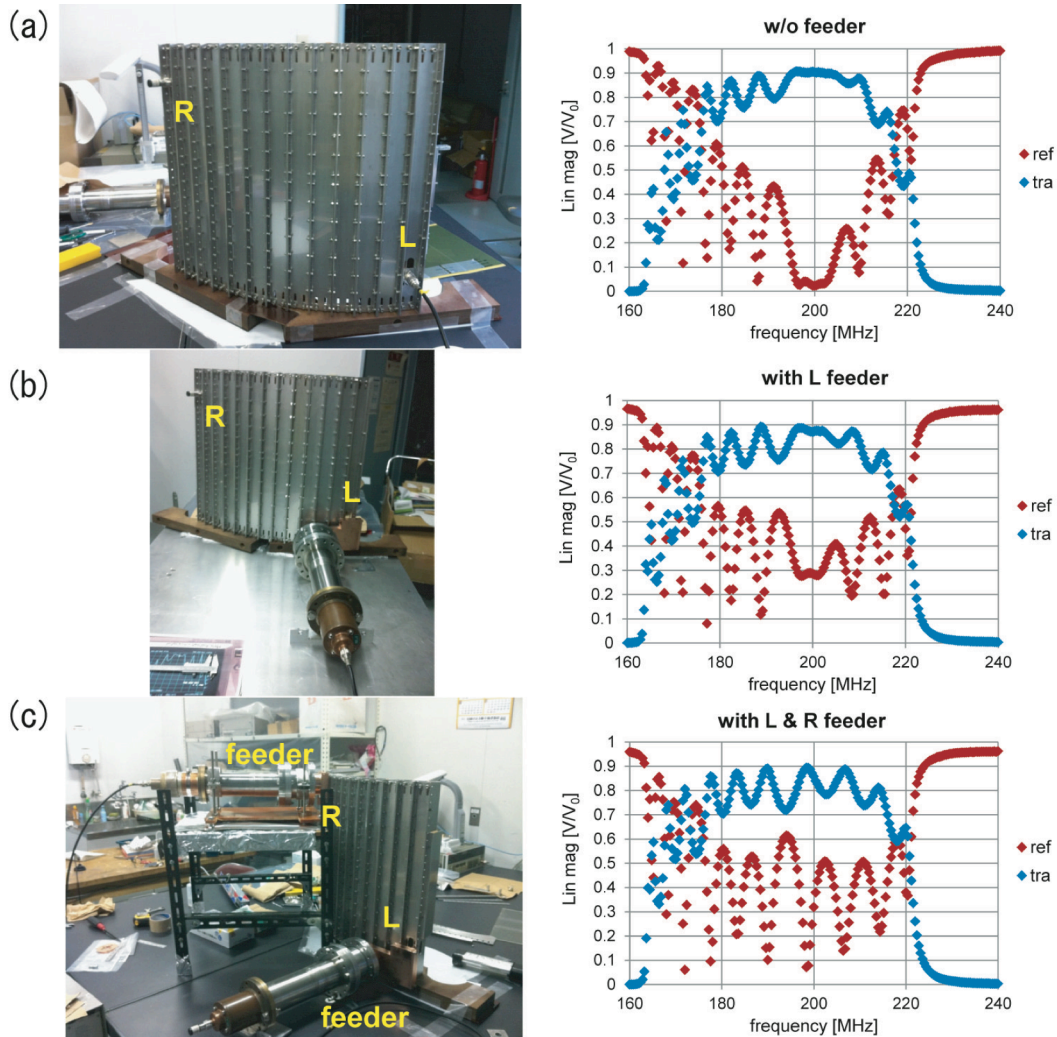 (a)
R
L
w/o feeder
Lin mag [V/V₀]
1
0.9
0.8
0.7
0.6
0.5
0.4
0.3
0.2
0.1
0
160 180 200 220 240
frequency [MHz]
ref
tra
(b)
R
L
with L feeder
Lin mag [V/V₀]
1
0.9
0.8
0.7
0.6
0.5
0.4
0.3
0.2
0.1
0
160 180 200 220 240
frequency [MHz]
ref
tra
(c)
feeder
R
L
feeder
with L & R feeder
Lin mag [V/V₀]
1
0.9
0.8
0.7
0.6
0.5
0.4
0.3
0.2
0.1
0
160 180 200 220 240
frequency [MHz]
ref
tra